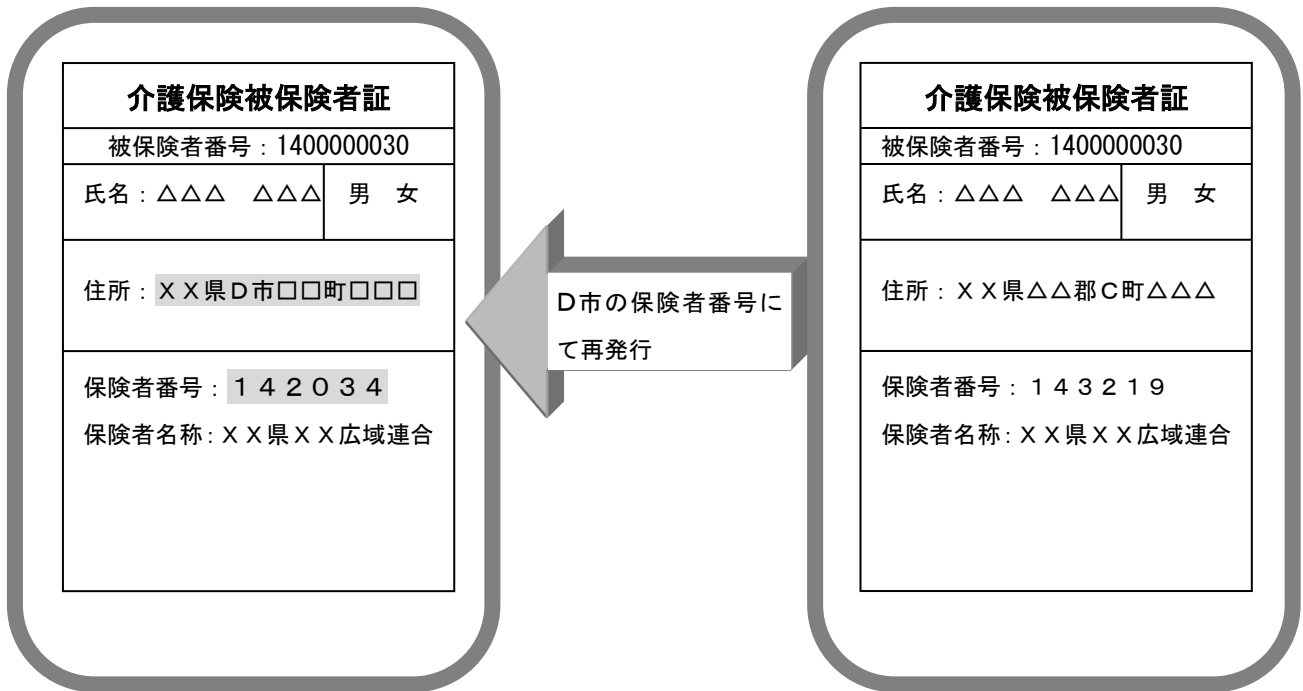 介護保険被保険者証
被保険者番号：1400000030
氏名：△△△　△△△　男　女
住所：ＸＸ県Ｄ市□□町□□□
保険者番号：１４２０３４
保険者名称：ＸＸ県ＸＸ広域連合
D市の保険者番号に
て再発行
介護保険被保険者証
被保険者番号：1400000030
氏名：△△△　△△△　男　女
住所：ＸＸ県△△郡Ｃ町△△△
保険者番号：１４３２１９
保険者名称：ＸＸ県ＸＸ広域連合